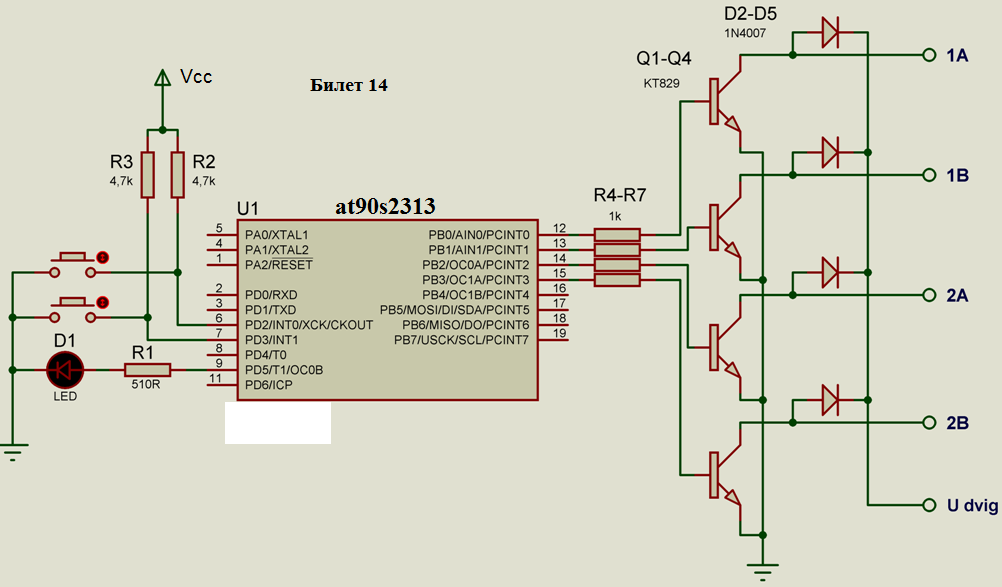 D2-D5
1N4007
1A
Vcc
Билет 14
Q1-Q4
KT829
R3
4,7k
R2
4,7k
1B
R4-R7
1k
U1
at90s2313
5 PA0/XTAL1
4 PA1/XTAL2
1 PA2/RESET
2 PD0/RXD
3 PD1/TXD
6 PD2/INT0/XCK/CKOUT
7 PD3/INT1
8 PD4/T0
9 PD5/T1/OC0B
11 PD6/ICP
PB0/AIN0/PCINT0 12
PB1/AIN1/PCINT1 13
PB2/OC0A/PCINT2 14
PB3/OC1A/PCINT3 15
PB4/OC1B/PCINT4 16
PB5/MOSI/DI/SDA/PCINT5 17
PB6/MISO/DO/PCINT6 18
PB7/USCK/SCL/PCINT7 19
2A
D1
LED
R1
510R
2B
U dvig